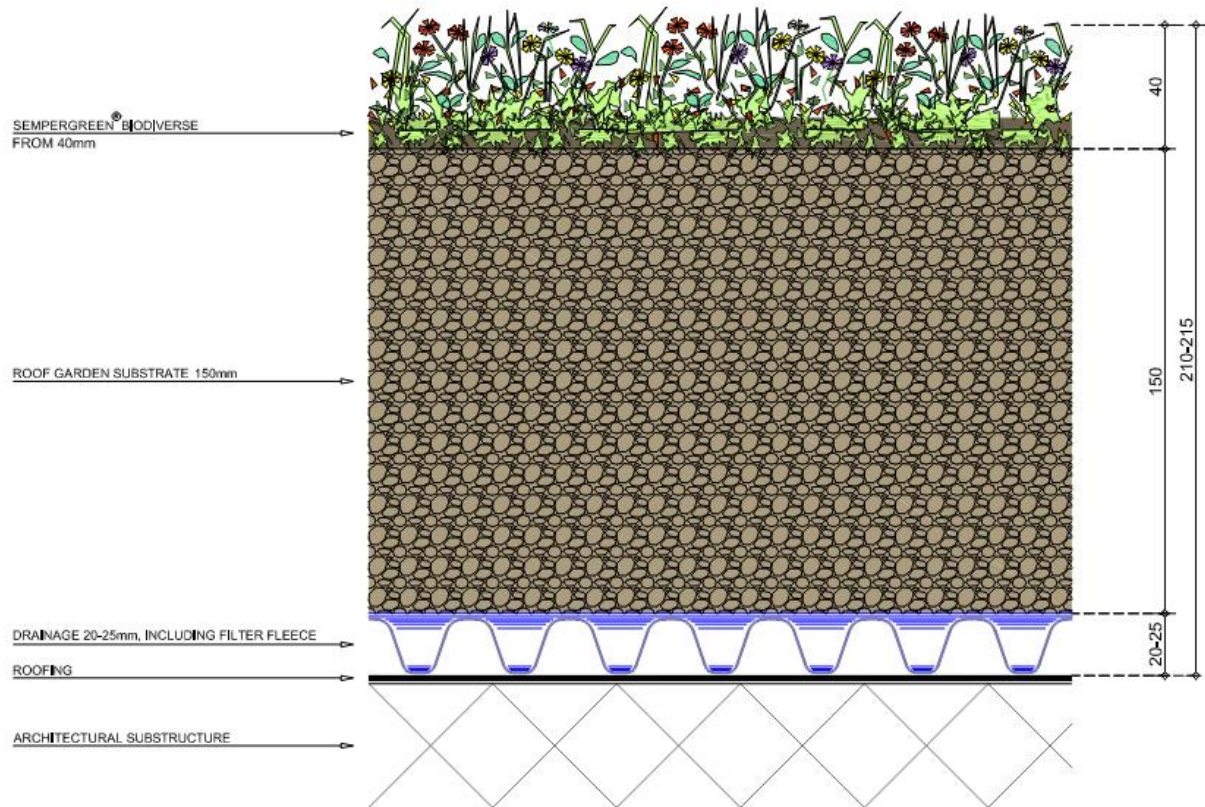 SEMPERGREEN® BIODIVERSE
FROM 40mm
ROOF GARDEN SUBSTRATE 150mm
DRAINAGE 20-25mm, INCLUDING FILTER FLEECE
ROOFING
ARCHITECTURAL SUBSTRUCTURE
40
150
20-25
210-215